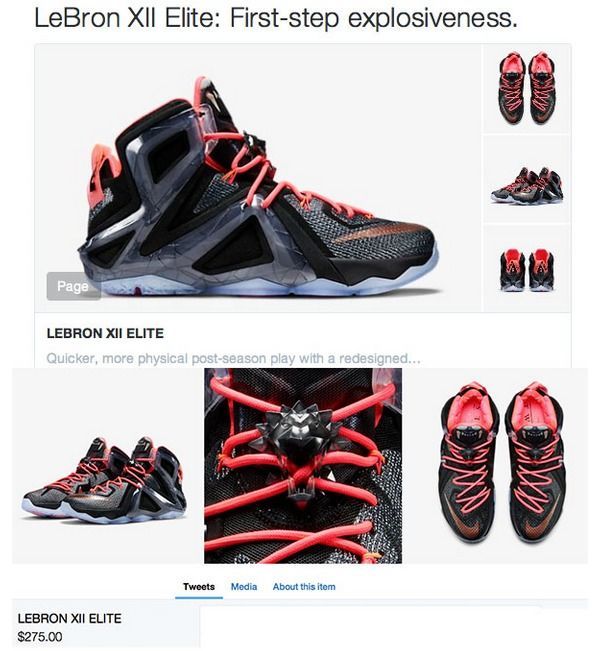 LeBron XII Elite: First-step explosiveness.
Page
LEBRON XII ELITE
Quicker, more physical post-season play with a redesigned...
Tweets Media About this item
LEBRON XII ELITE
$275.00